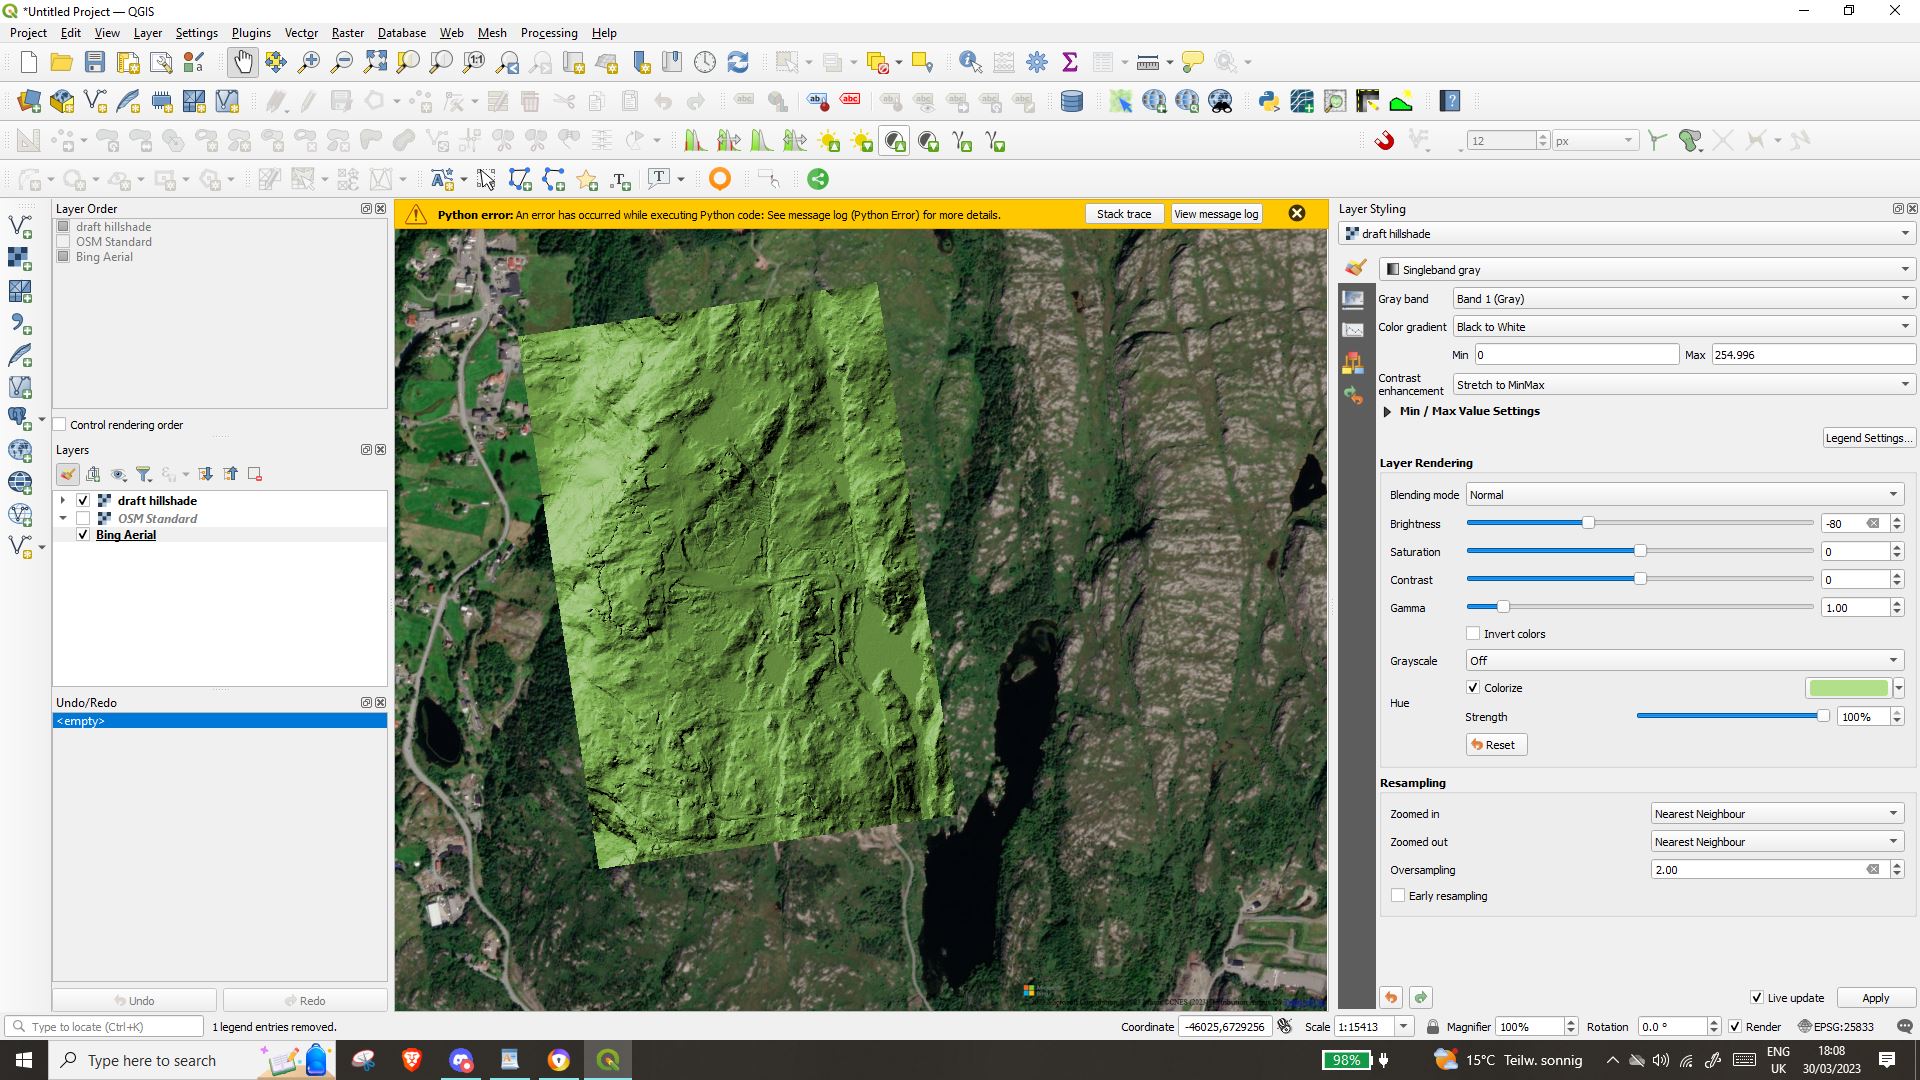 *Untitled Project — QGIS
Project Edit View Layer Settings Plugins Vector Raster Database Web Mesh Processing Help
12 px
Layer Order
draft hillshade
OSM Standard
Bing Aerial
Control rendering order
Layers
draft hillshade
OSM Standard
Bing Aerial
Undo/Redo
<empty>
Undo Redo
Python error: An error has occurred while executing Python code: See message log (Python Error) for more details. Stack trace View message log
Layer Styling
draft hillshade
Singleband gray
Gray band Band 1 (Gray)
Color gradient Black to White
Min 0 Max 254.996
Contrast enhancement Stretch to MinMax
Min / Max Value Settings
Legend Settings...
Layer Rendering
Blending mode Normal
Brightness -80
Saturation 0
Contrast 0
Gamma 1.00
Invert colors
Grayscale Off
Hue Colorize
Strength 100%
Reset
Resampling
Zoomed in Nearest Neighbour
Zoomed out Nearest Neighbour
Oversampling 2.00
Early resampling
Live update Apply
Type to locate (Ctrl+K) 1 legend entries removed. Coordinate -46025,6729256 Scale 1:15413 Magnifier 100% Rotation 0.0 ° Render EPSG:25833
Type here to search 98% 15°C Teilw. sonnig ENG UK 18:08 30/03/2023